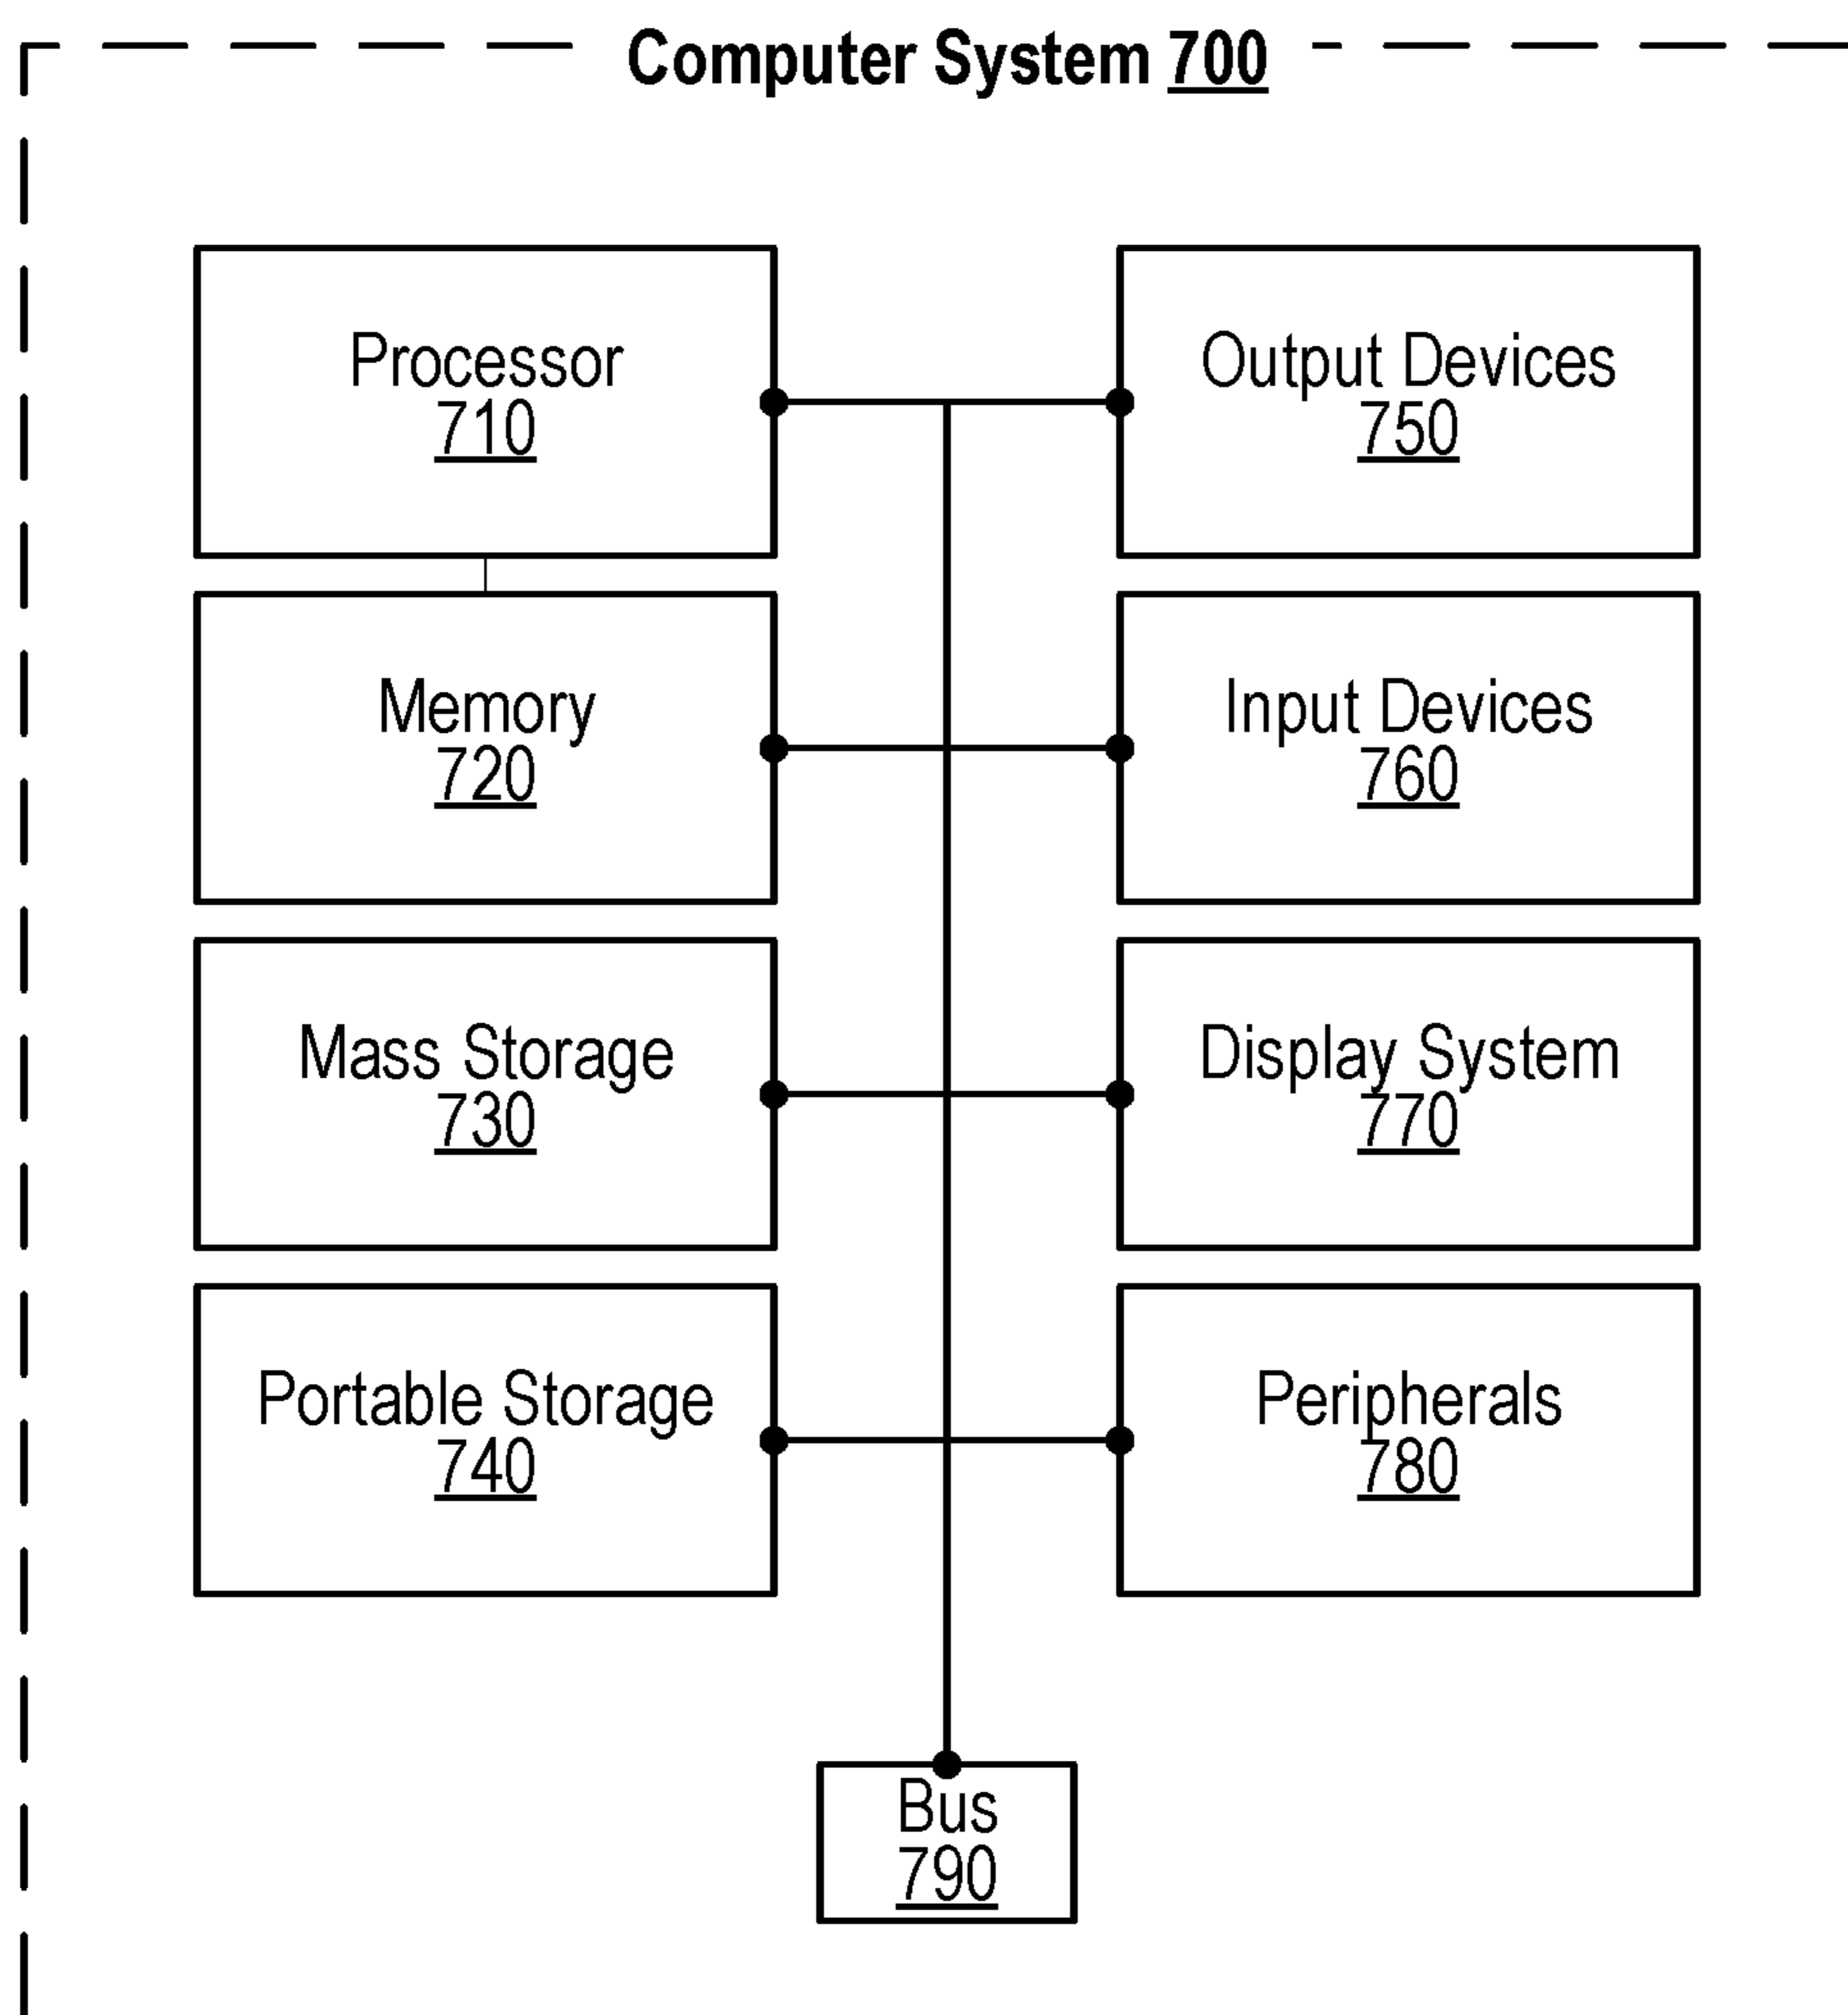 Computer System 700
Processor
710
Output Devices
750
Memory
720
Input Devices
760
Mass Storage
730
Display System
770
Portable Storage
740
Peripherals
780
Bus
790